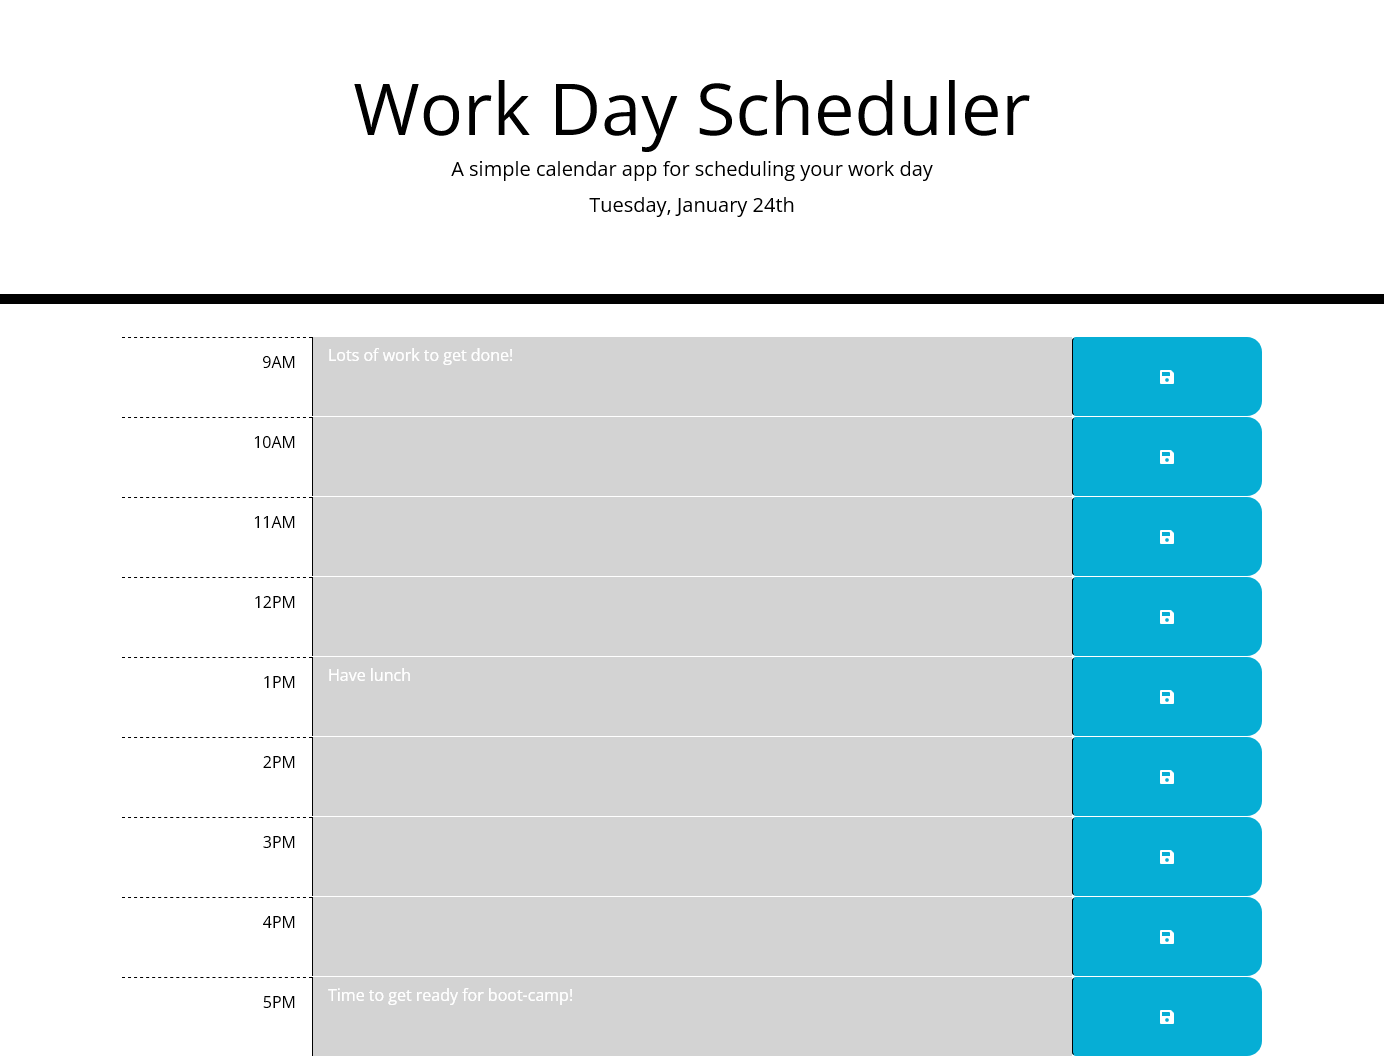 Work Day Scheduler
A simple calendar app for scheduling your work day
Tuesday, January 24th
9AM
Lots of work to get done!
10AM
11AM
12PM
1PM
Have lunch
2PM
3PM
4PM
5PM
Time to get ready for boot-camp!